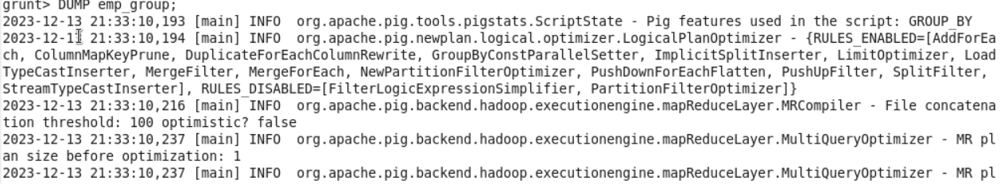 grunt> DUMP emp_group;
2023-12-13 21:33:10,193 [main] INFO  org.apache.pig.tools.pigstats.ScriptState - Pig features used in the script: GROUP_BY
2023-12-13 21:33:10,194 [main] INFO  org.apache.pig.newplan.logical.optimizer.LogicalPlanOptimizer - {RULES_ENABLED=[AddForEa
ch, ColumnMapKeyPrune, DuplicateForEachColumnRewrite, GroupByConstParallelSetter, ImplicitSplitInserter, LimitOptimizer, Load
TypeCastInserter, MergeFilter, MergeForEach, NewPartitionFilterOptimizer, PushDownForEachFlatten, PushUpFilter, SplitFilter,
StreamTypeCastInserter], RULES_DISABLED=[FilterLogicExpressionSimplifier, PartitionFilterOptimizer]}
2023-12-13 21:33:10,216 [main] INFO  org.apache.pig.backend.hadoop.executionengine.mapReduceLayer.MRCompiler - File concatena
tion threshold: 100 optimistic? false
2023-12-13 21:33:10,237 [main] INFO  org.apache.pig.backend.hadoop.executionengine.mapReduceLayer.MultiQueryOptimizer - MR pl
an size before optimization: 1
2023-12-13 21:33:10,237 [main] INFO  org.apache.pig.backend.hadoop.executionengine.mapReduceLayer.MultiQueryOptimizer - MR pl